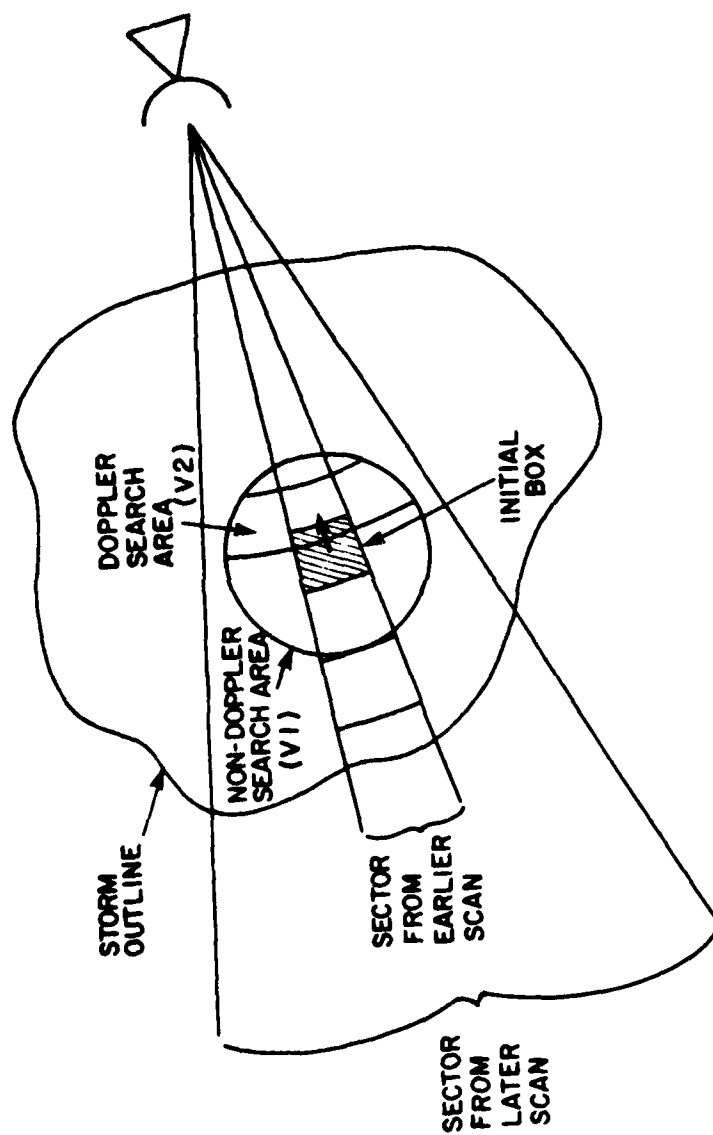 STORM
OUTLINE
DOPPLER
SEARCH
AREA
(V2)
NON-DOPPLER
SEARCH AREA
(V1)
INITIAL
BOX
SECTOR
FROM
EARLIER
SCAN
SECTOR
FROM
LATER
SCAN